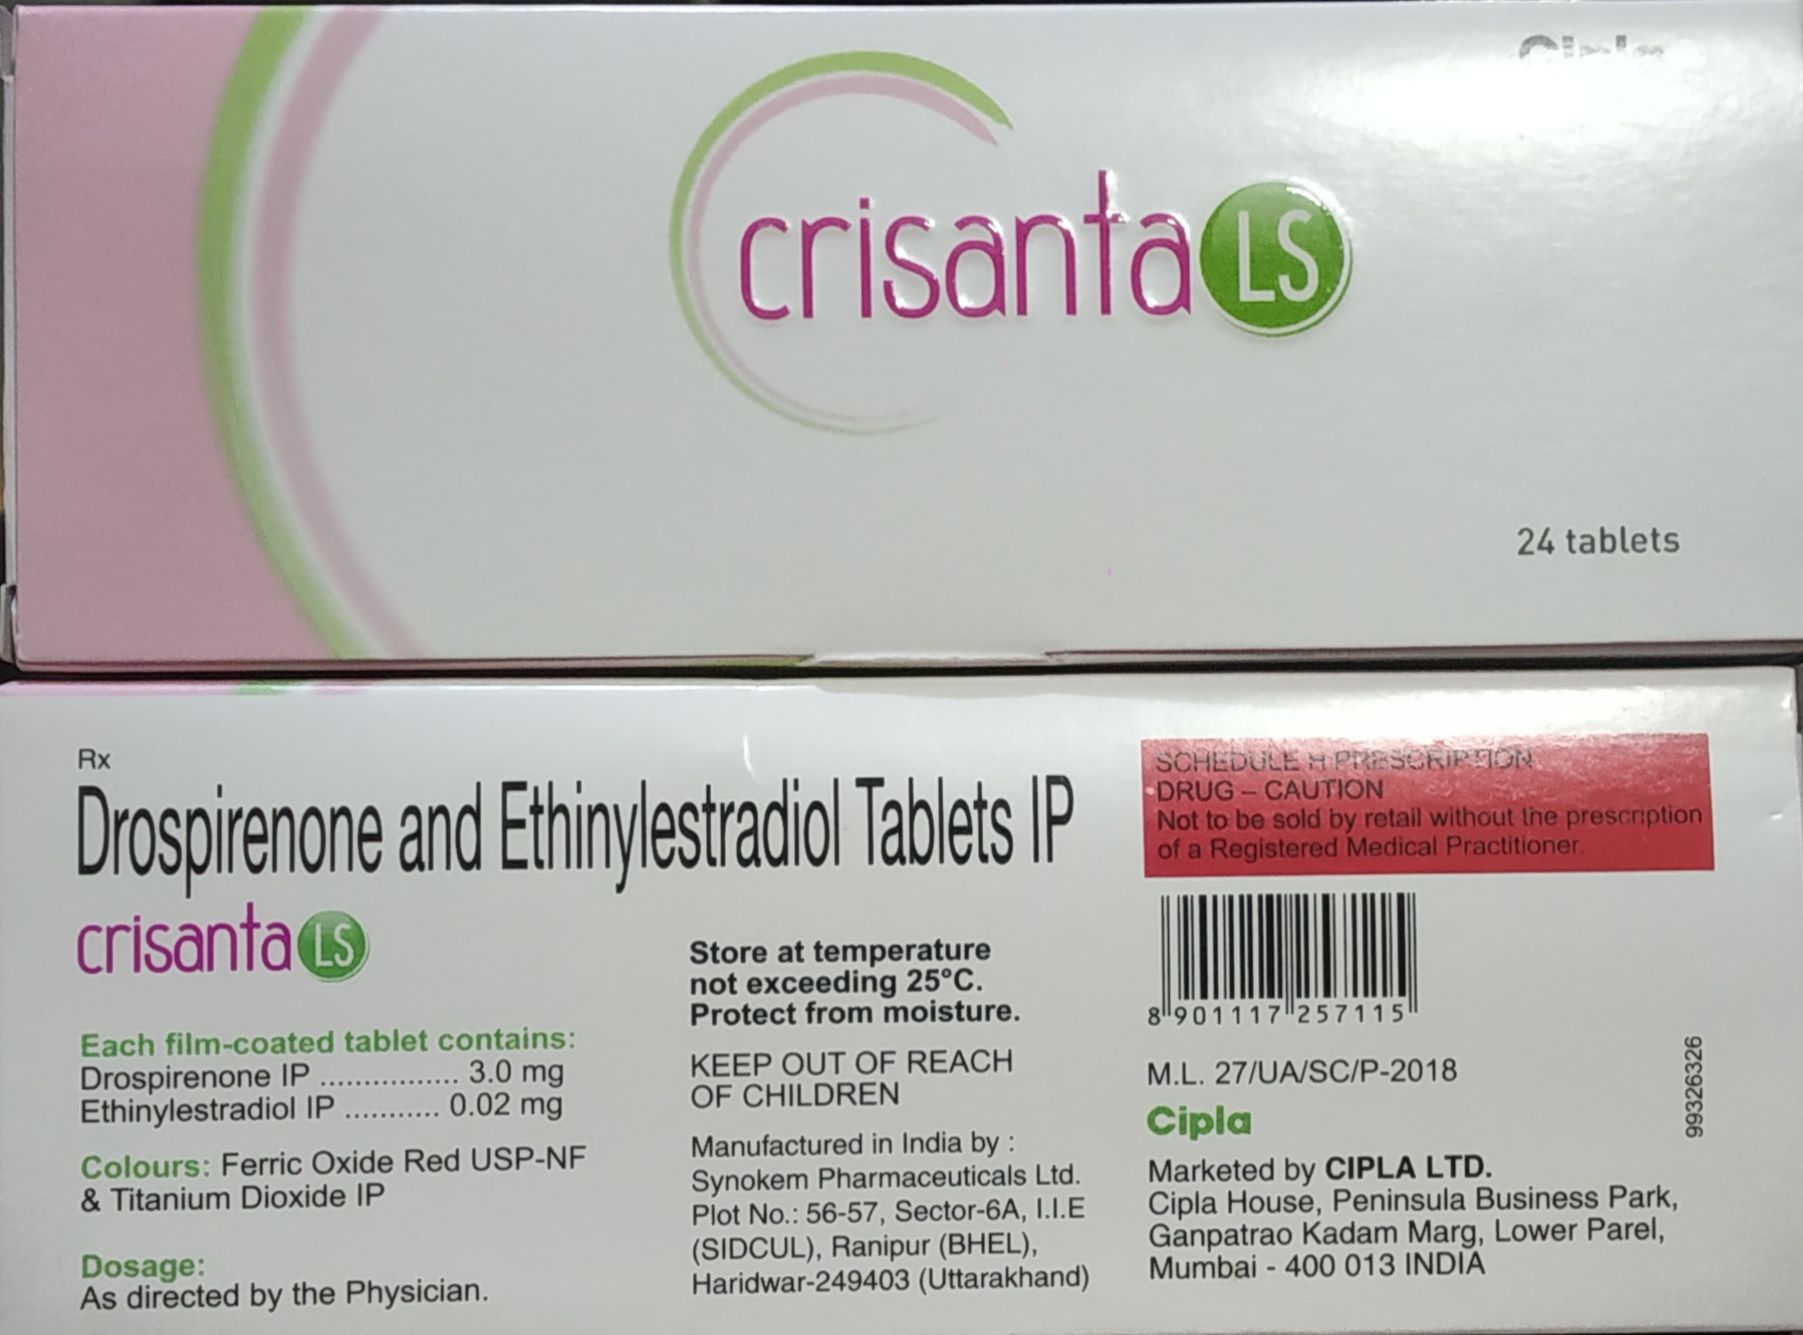 Cipla
crisanta LS
24 tablets
Rx
Drospirenone and Ethinylestradiol Tablets IP
crisanta LS
Each film-coated tablet contains:
Drospirenone IP ................ 3.0 mg
Ethinylestradiol IP ........... 0.02 mg
Colours: Ferric Oxide Red USP-NF
& Titanium Dioxide IP
Dosage:
As directed by the Physician.
Store at temperature
not exceeding 25°C.
Protect from moisture.
KEEP OUT OF REACH
OF CHILDREN
Manufactured in India by :
Synokem Pharmaceuticals Ltd.
Plot No.: 56-57, Sector-6A, I.I.E
(SIDCUL), Ranipur (BHEL),
Haridwar-249403 (Uttarakhand)
SCHEDULE H PRESCRIPTION
DRUG – CAUTION
Not to be sold by retail without the prescription
of a Registered Medical Practitioner.
8 901117 257115
M.L. 27/UA/SC/P-2018
Cipla
Marketed by CIPLA LTD.
Cipla House, Peninsula Business Park,
Ganpatrao Kadam Marg, Lower Parel,
Mumbai - 400 013 INDIA
99326326